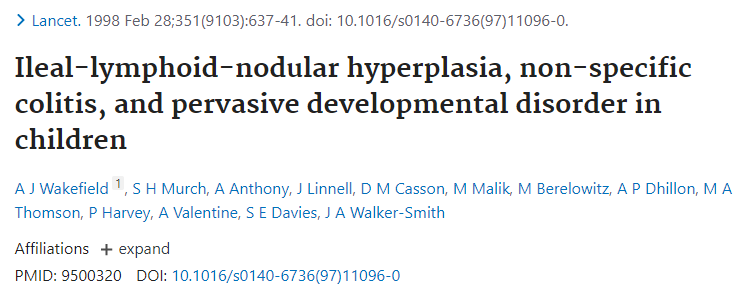 Lancet. 1998 Feb 28;351(9103):637-41. doi: 10.1016/s0140-6736(97)11096-0.
Ileal-lymphoid-nodular hyperplasia, non-specific
colitis, and pervasive developmental disorder in
children
A J Wakefield 1, S H Murch, A Anthony, J Linnell, D M Casson, M Malik, M Berelowitz, A P Dhillon, M A
Thomson, P Harvey, A Valentine, S E Davies, J A Walker-Smith
Affiliations + expand
PMID: 9500320 DOI: 10.1016/s0140-6736(97)11096-0